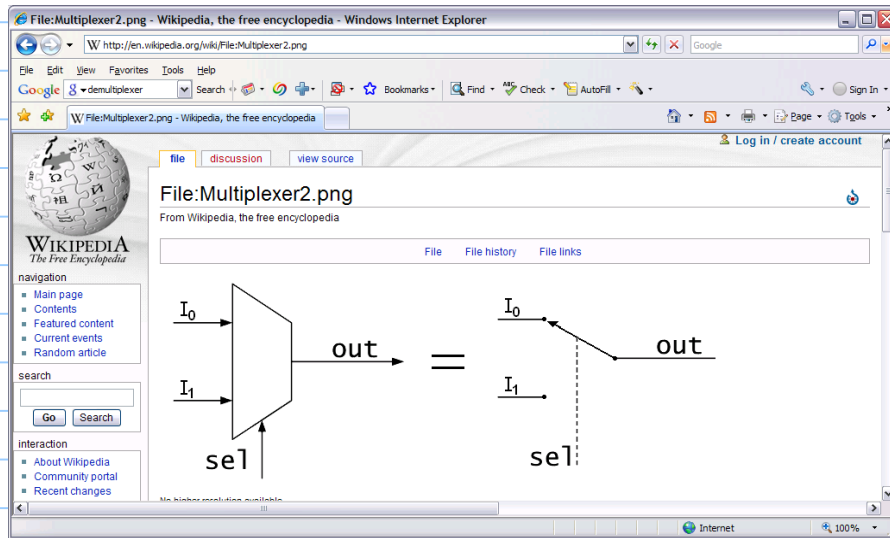 File:Multiplexer2.png - Wikipedia, the free encyclopedia - Windows Internet Explorer
W http://en.wikipedia.org/wiki/File:Multiplexer2.png Google
File Edit View Favorites Tools Help
Google demultiplexer Search Bookmarks Find Check AutoFill Sign In
W File:Multiplexer2.png - Wikipedia, the free encyclopedia Page Tools
Log in / create account
file discussion view source
File:Multiplexer2.png
From Wikipedia, the free encyclopedia
WIKIPEDIA
The Free Encyclopedia
File File history File links
navigation
Main page
Contents
Featured content
Current events
Random article
search
Go Search
interaction
About Wikipedia
Community portal
Recent changes
I0
I1
out
sel
=
I0
I1
out
sel
No higher resolution available
Internet 100%